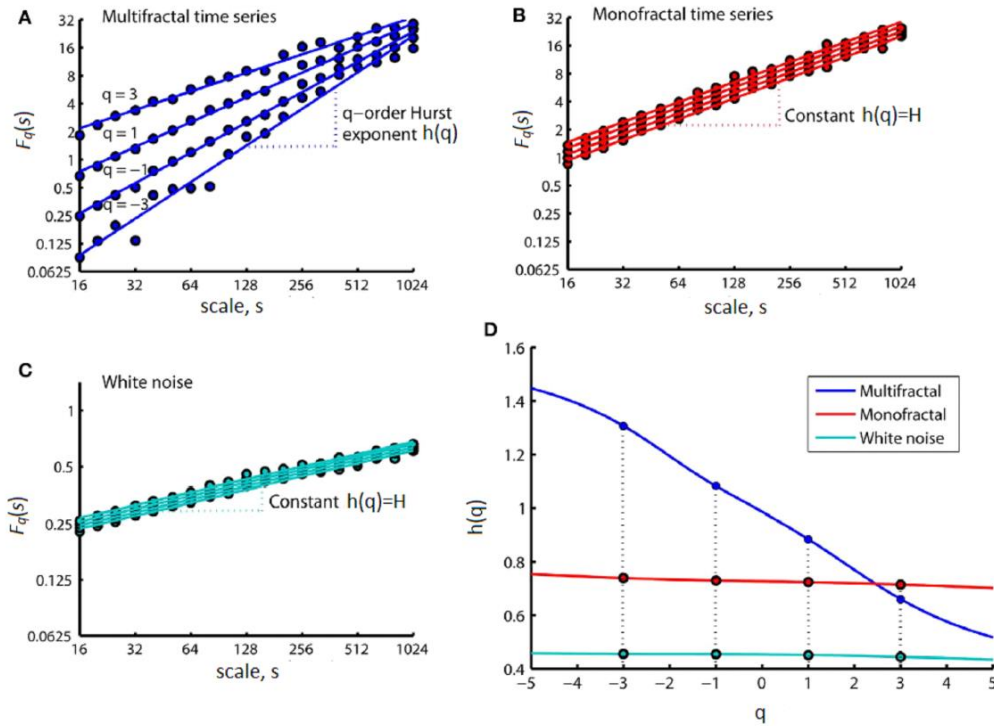 A
Multifractal time series
32
16
8
4
2
1
0.5
0.25
0.125
0.0625
Fq(s)
q = 3
q = 1
q = −1
q = −3
q−order Hurst
exponent h(q)
16 32 64 128 256 512 1024
scale, s
B
Monofractal time series
32
16
8
4
2
1
0.5
0.25
0.125
0.0625
Fq(s)
Constant h(q)=H
16 32 64 128 256 512 1024
scale, s
C
White noise
1
0.5
0.25
0.125
0.0625
Fq(s)
Constant h(q)=H
16 32 64 128 256 512 1024
scale, s
D
1.6
1.4
1.2
1
0.8
0.6
0.4
h(q)
Multifractal
Monofractal
White noise
−5 −4 −3 −2 −1 0 1 2 3 4 5
q